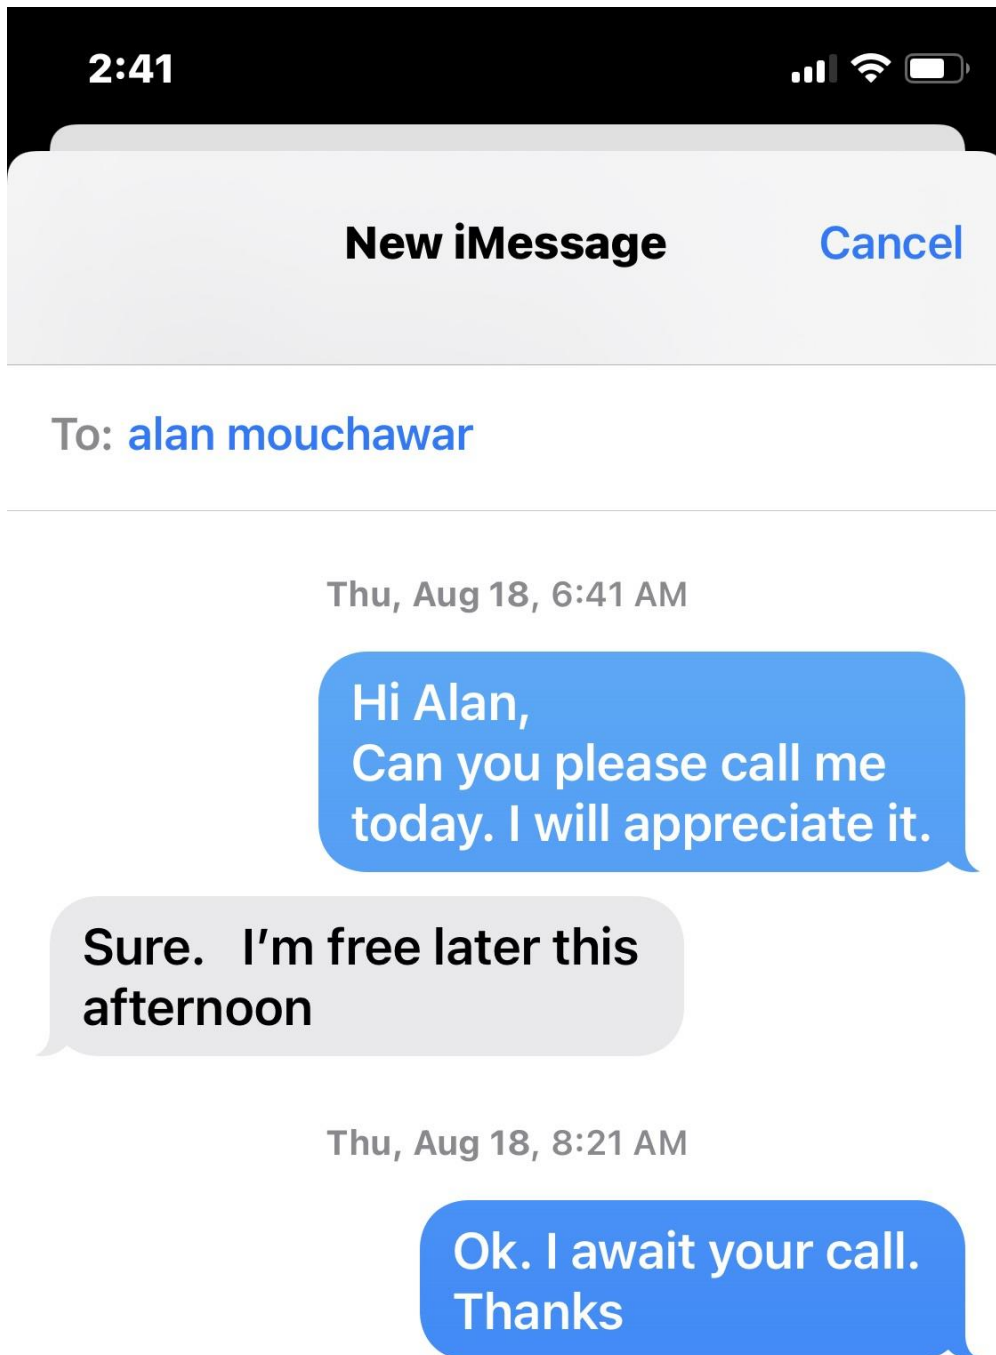 2:41
New iMessage
Cancel
To: alan mouchawar
Thu, Aug 18, 6:41 AM
Hi Alan,
Can you please call me
today. I will appreciate it.
Sure.   I’m free later this
afternoon
Thu, Aug 18, 8:21 AM
Ok. I await your call.
Thanks